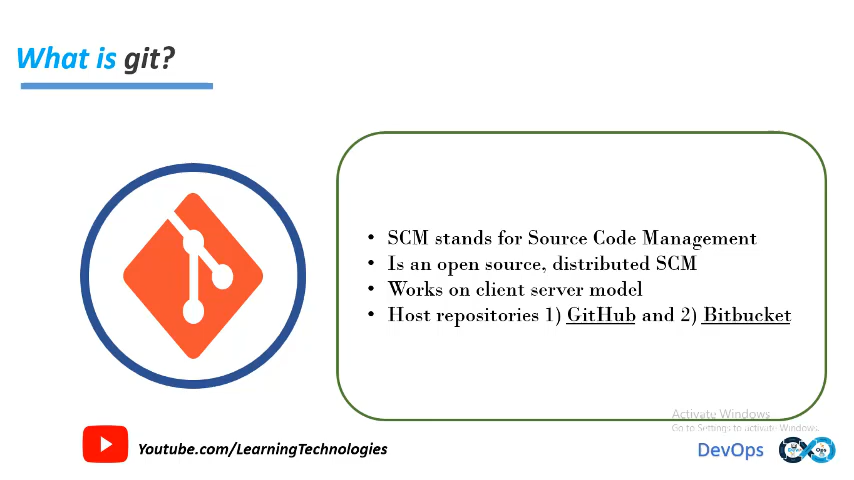 What is git?
• SCM stands for Source Code Management
• Is an open source, distributed SCM
• Works on client server model
• Host repositories 1) GitHub and 2) Bitbucket
Activate Windows
Go to Settings to activate Windows.
Youtube.com/LearningTechnologies
DevOps
Ops